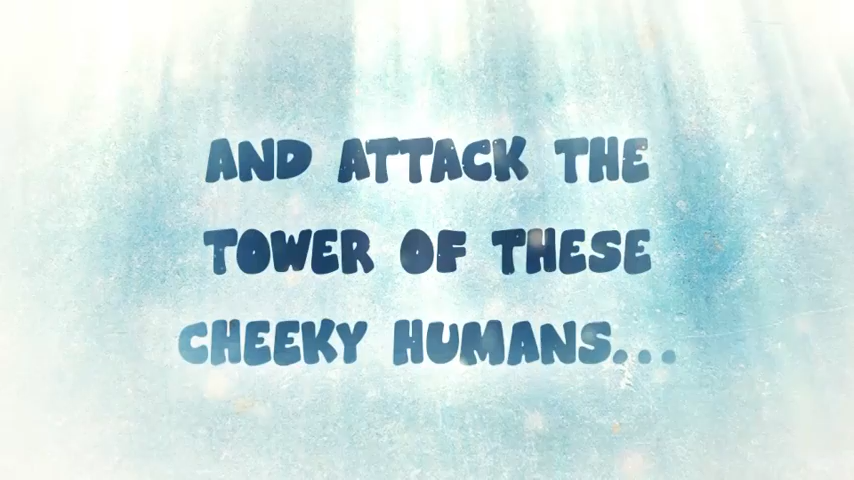 AND ATTACK THE
TOWER OF THESE
CHEEKY HUMANS...